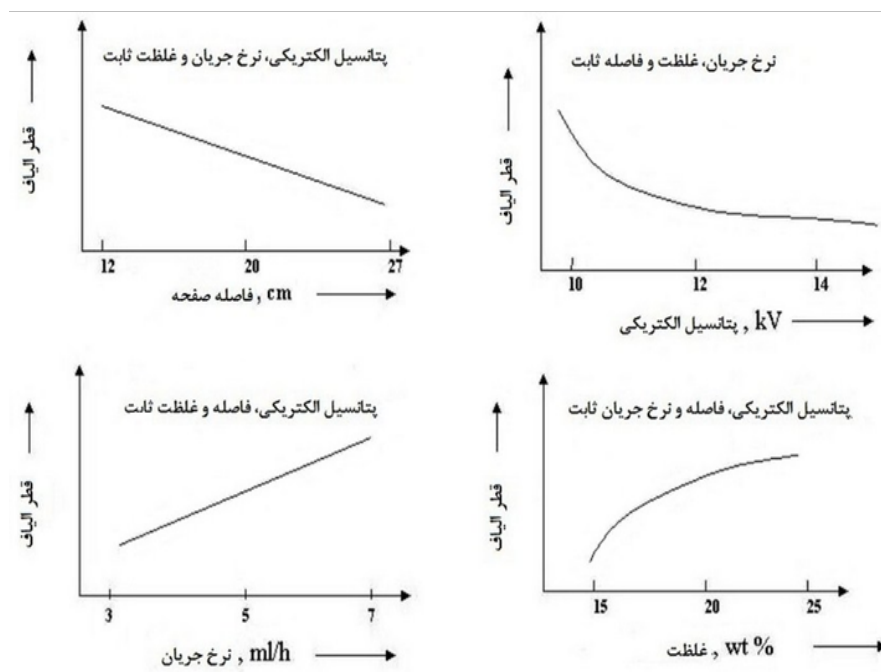 پتانسیل الکتریکی، نرخ جریان و غلظت ثابت
قطر الیاف
12 20 27
فاصله صفحه , cm
نرخ جریان، غلظت و فاصله ثابت
قطر الیاف
10 12 14
پتانسیل الکتریکی , kV
پتانسیل الکتریکی، فاصله و غلظت ثابت
قطر الیاف
3 5 7
نرخ جریان , ml/h
پتانسیل الکتریکی، فاصله و نرخ جریان ثابت
قطر الیاف
15 20 25
غلظت , wt %